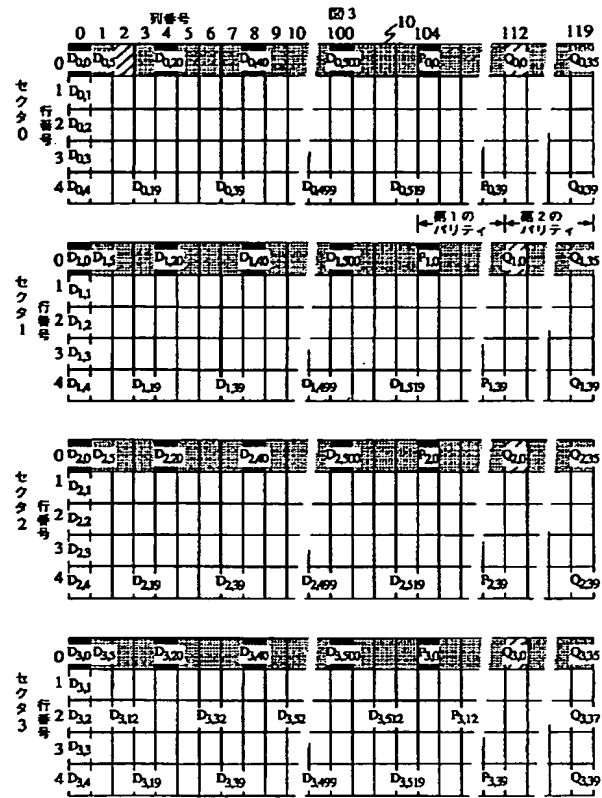 図3
列番号
0 1 2 3 4 5 6 7 8 9 10 100 10 104 112 119
セクタ0
行番号
0 D0,0 D0,5 D0,20 D0,40 D0,500 P0,0 Q0,0 Q0,35
1 D0,1
2 D0,2
3 D0,3
4 D0,4 D0,19 D0,39 D0,499 D0,519 P0,39 Q0,39
第1のパリティ 第2のパリティ
セクタ1
行番号
0 D1,0 D1,5 D1,20 D1,40 D1,500 P1,0 Q1,0 Q1,35
1 D1,1
2 D1,2
3 D1,3
4 D1,4 D1,19 D1,39 D1,499 D1,519 P1,39 Q1,39
セクタ2
行番号
0 D2,0 D2,5 D2,20 D2,40 D2,500 P2,0 Q2,0 Q2,35
1 D2,1
2 D2,2
3 D2,3
4 D2,4 D2,19 D2,39 D2,499 D2,519 P2,39 Q2,39
セクタ3
行番号
0 D3,0 D3,5 D3,20 D3,40 D3,500 P3,0 Q3,0 Q3,35
1 D3,1
2 D3,2 D3,12 D3,32 D3,52 D3,512 P3,12 Q3,37
3 D3,3
4 D3,4 D3,19 D3,39 D3,499 D3,519 P3,39 Q3,39